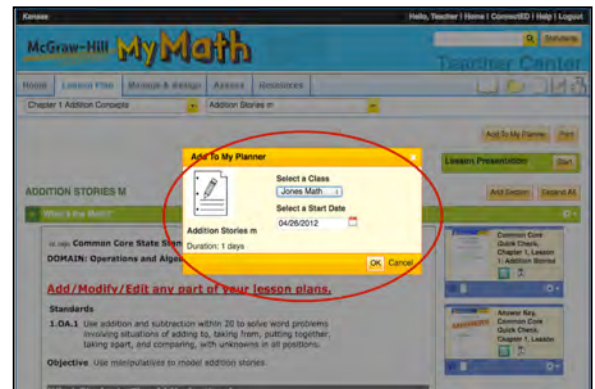 Kansas
Hello, Teacher | Home | ConnectED | Help | Logout
McGraw-Hill My Math
Standards
Teacher Center
Home Lesson Plan Manage & Assign Assess Resources
Chapter 1 Addition Concepts Addition Stories m
Add To My Planner Print
Add To My Planner
Lesson Presentation Start
Select a Class
Jones Math
Select a Start Date
04/26/2012
ADDITION STORIES M
Add Section Expand All
What's the Math?
Addition Stories m
Duration: 1 days
OK Cancel
Common Core State Stan
DOMAIN: Operations and Algeb
Common Core
Quick Check,
Chapter 1, Lesson
1: Addition Stories
Add/Modify/Edit any part of your lesson plans.
Standards
1.OA.1 Use addition and subtraction within 20 to solve word problems
involving situations of adding to, taking from, putting together,
taking apart, and comparing, with unknowns in all positions.
Answer Key,
Common Core
Quick Check,
Chapter 1, Lesson
ANSWERS
Objective Use manipulatives to model addition stories.